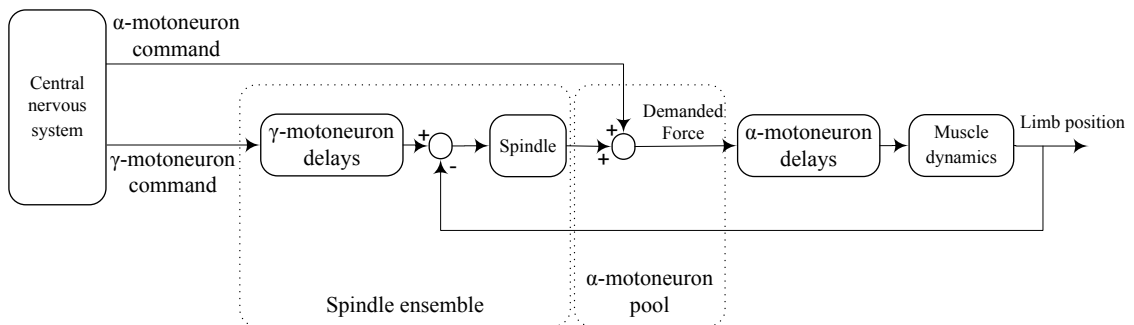 α-motoneuron
command
Central
nervous
system
γ-motoneuron
command
γ-motoneuron
delays
+
-
Spindle
+
+
Demanded
Force
α-motoneuron
delays
Muscle
dynamics
Limb position
Spindle ensemble
α-motoneuron
pool